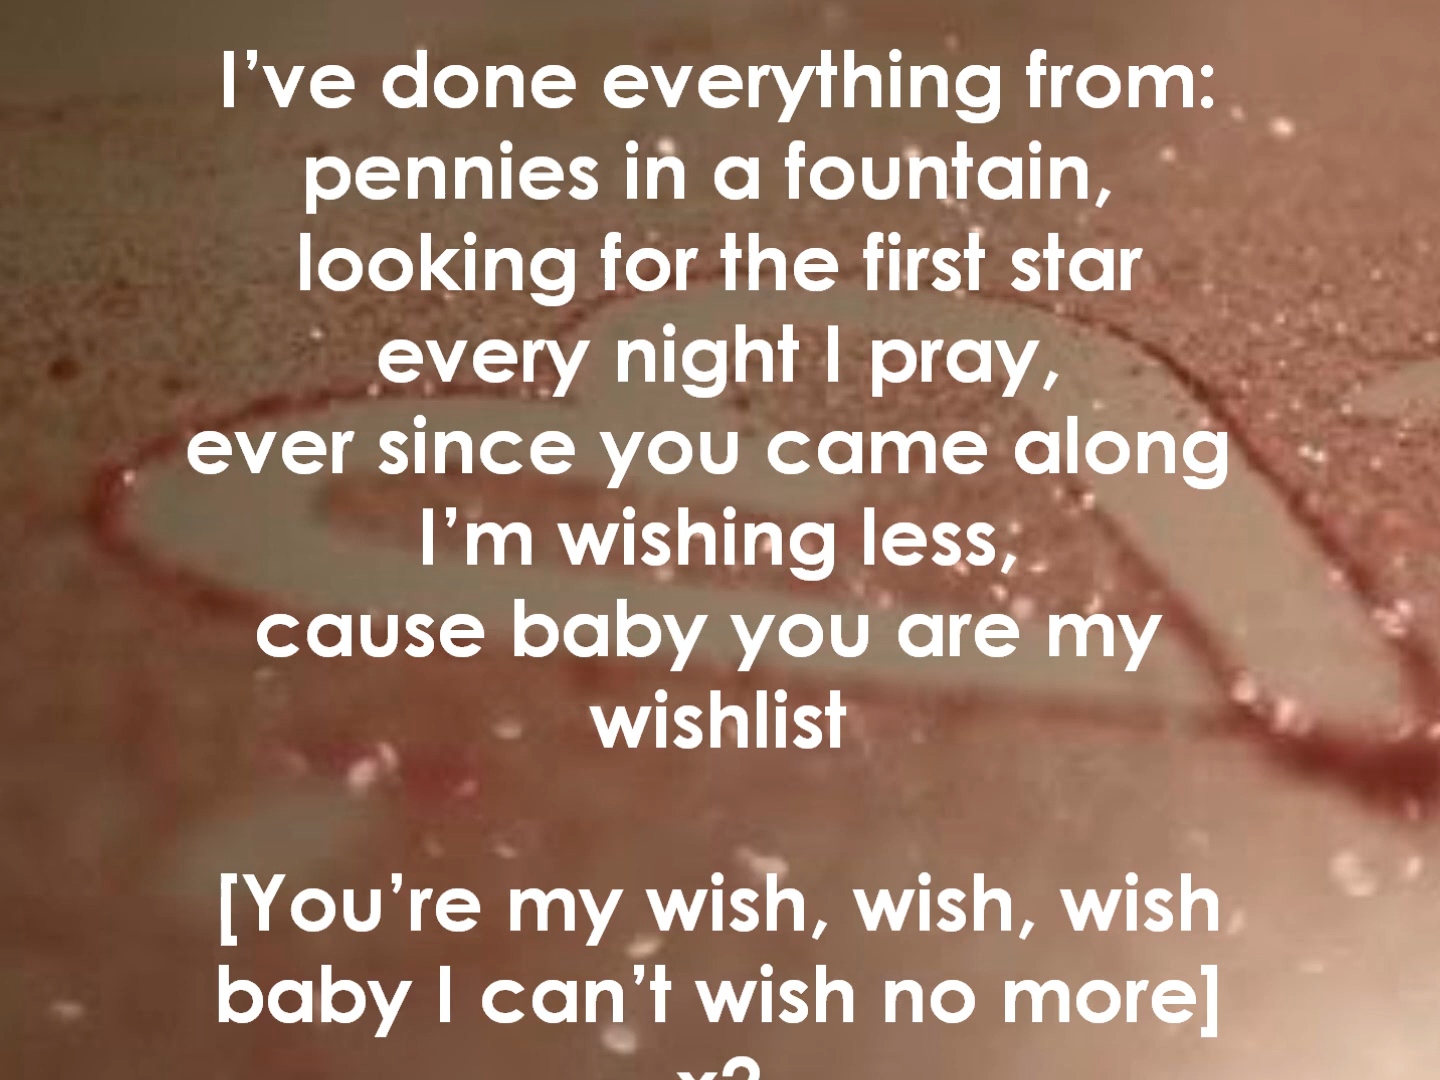 I’ve done everything from:
pennies in a fountain,
looking for the first star
every night I pray,
ever since you came along
I’m wishing less,
cause baby you are my
wishlist
[You’re my wish, wish, wish
baby I can’t wish no more]
x2